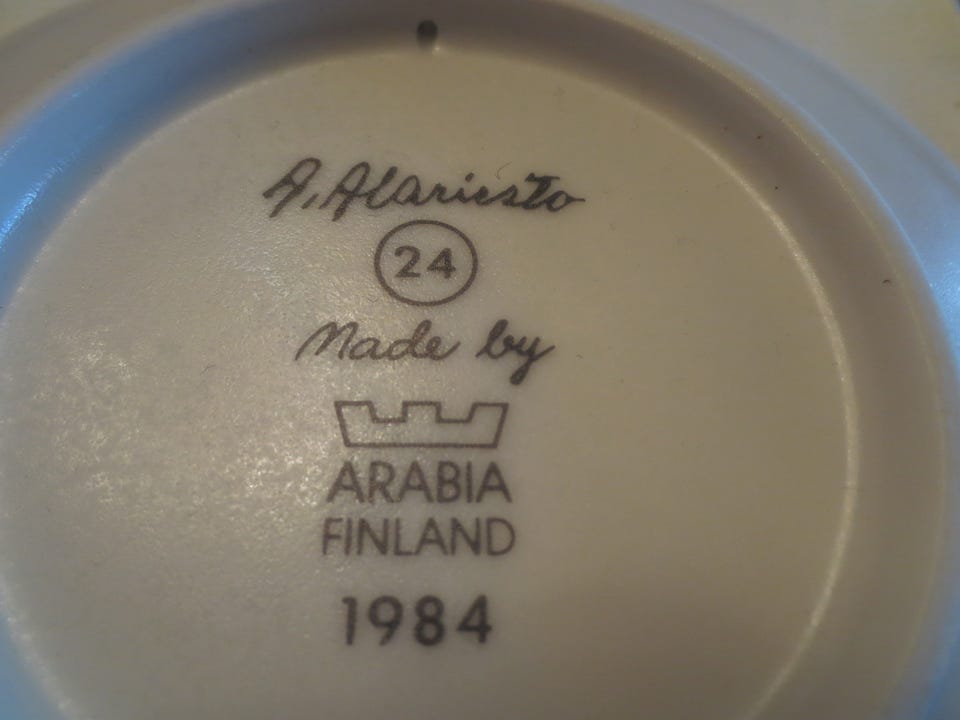 A. Alariesto
24
Made by
ARABIA
FINLAND
1984